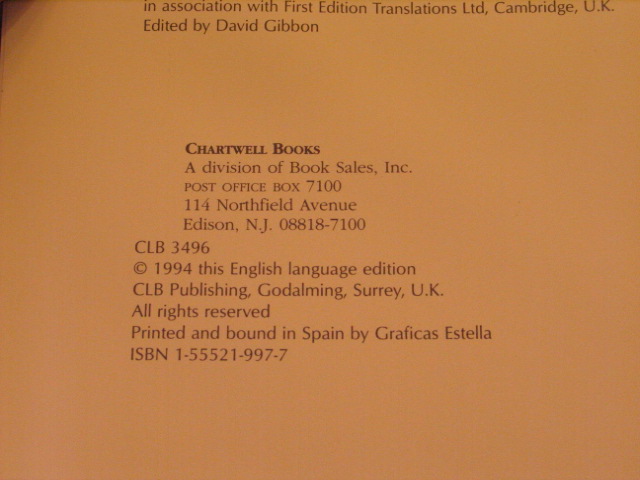 in association with First Edition Translations Ltd, Cambridge, U.K.
Edited by David Gibbon
CHARTWELL BOOKS
A division of Book Sales, Inc.
POST OFFICE BOX 7100
114 Northfield Avenue
Edison, N.J. 08818-7100
CLB 3496
© 1994 this English language edition
CLB Publishing, Godalming, Surrey, U.K.
All rights reserved
Printed and bound in Spain by Graficas Estella
ISBN 1-55521-997-7